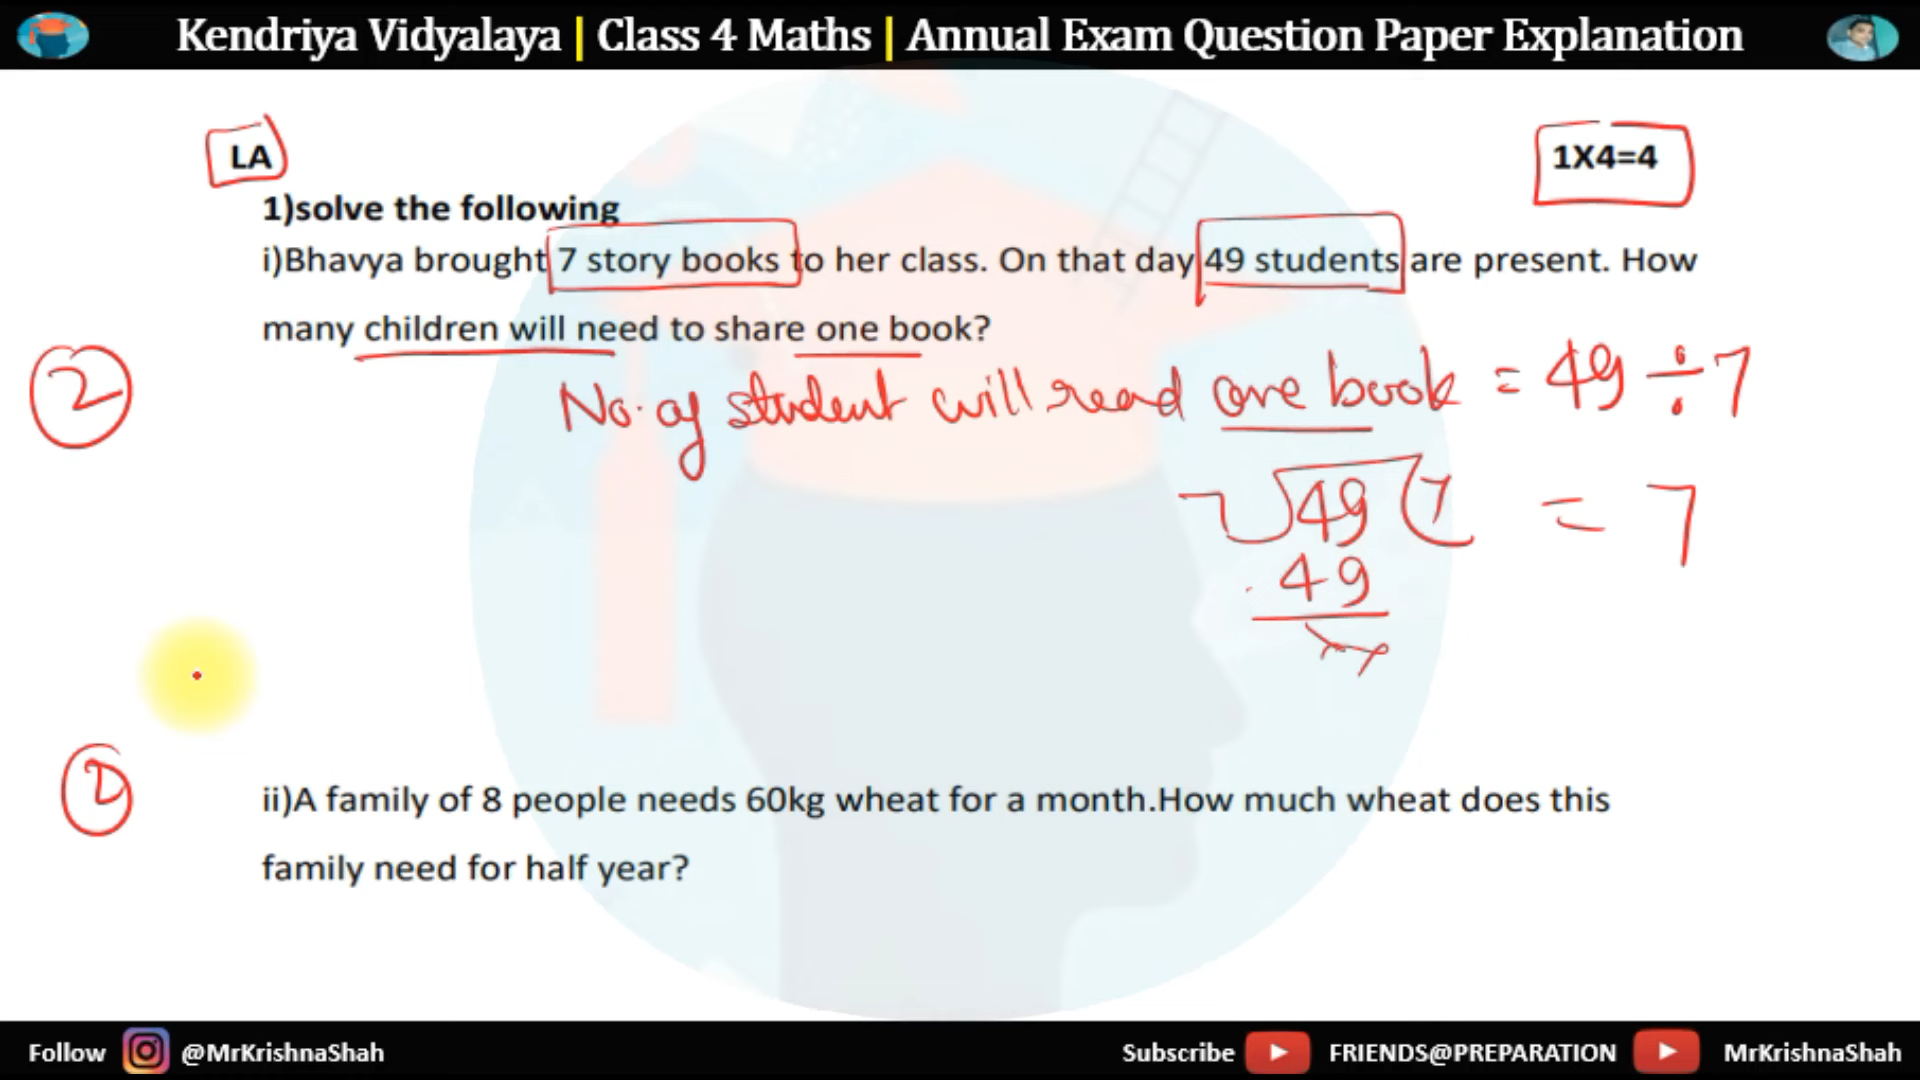 Kendriya Vidyalaya | Class 4 Maths | Annual Exam Question Paper Explanation
LA
1X4=4
1)solve the following
i)Bhavya brought 7 story books to her class. On that day 49 students are present. How
many children will need to share one book?
2
No. of student will read one book = 49 ÷ 7
7 49 7 = 7
49
ii)A family of 8 people needs 60kg wheat for a month.How much wheat does this
family need for half year?
Follow @MrKrishnaShah Subscribe FRIENDS@PREPARATION MrKrishnaShah